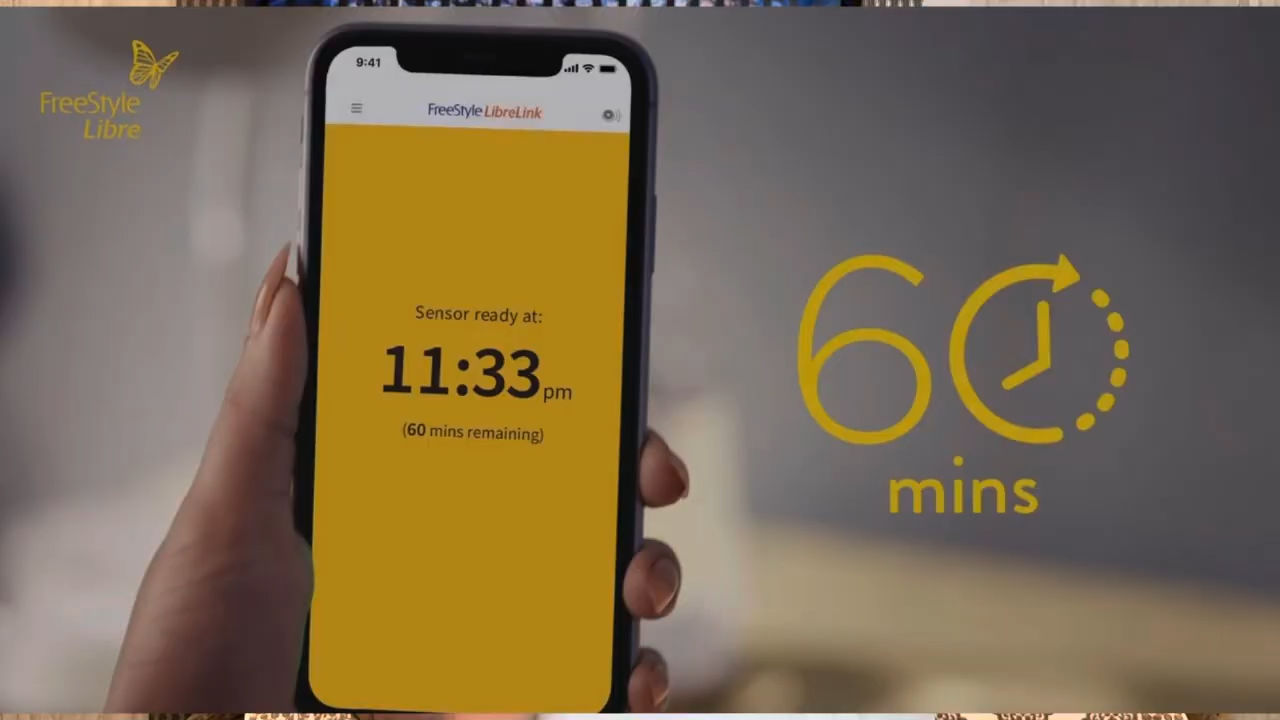 FreeStyle
Libre
9:41
FreeStyle LibreLink
Sensor ready at:
11:33 pm
(60 mins remaining)
60
mins